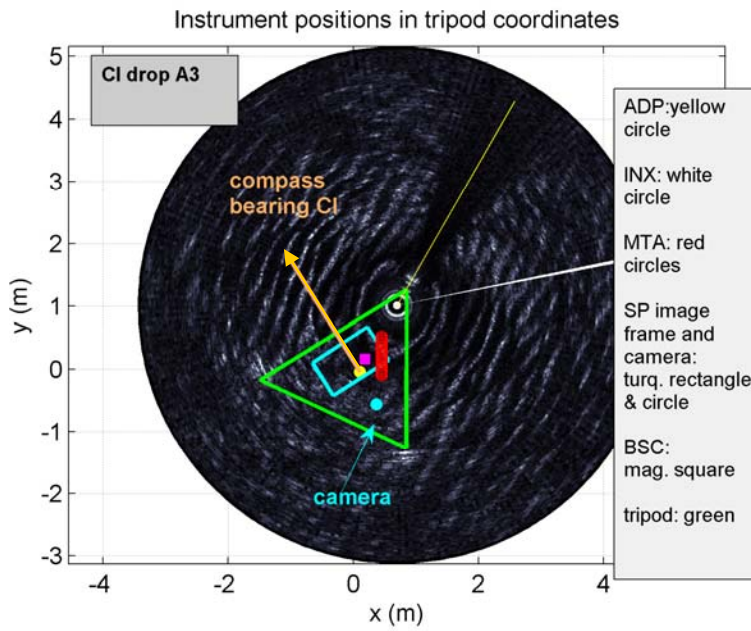 Instrument positions in tripod coordinates
CI drop A3
compass
bearing CI
camera
ADP:yellow
circle
INX: white
circle
MTA: red
circles
SP image
frame and
camera:
turq. rectangle
& circle
BSC:
mag. square
tripod: green
5
4
3
2
1
0
-1
-2
-3
y (m)
-4
-2
0
2
4
x (m)